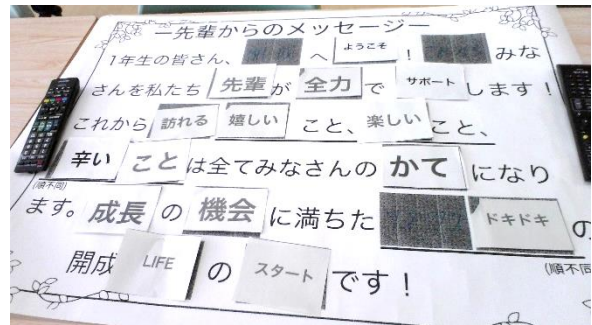 ―先輩からのメッセージ―
1年生の皆さん、へようこそ!みな
さんを私たち先輩が全力でサポートします!
これから訪れる嬉しいこと、楽しいこと、
辛いことは全てみなさんのかてになり
(順不同)
ます。成長の機会に満ちたドキドキの
開成LIFEのスタートです!
(順不同